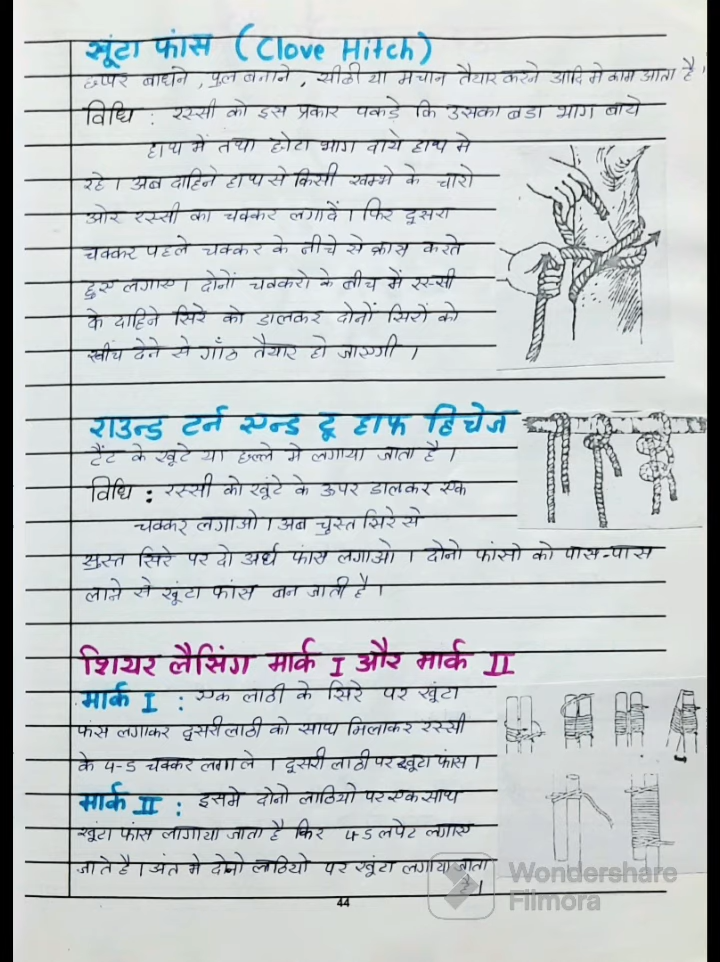 खूंटा फांस (Clove Hitch)
छप्पर बाधने, पुल बनाने, सीढी या मचान तैयार करने आदि मे काम आता है।
विधि : रस्सी को इस प्रकार पकड़े कि उसका बडा भाग बाये
हाथ में तथा छोटा भाग दाये हाथ मे
रहे। अब दाहिने हाथ से किसी खम्भे के चारो
ओर रस्सी का चक्कर लगावें। फिर दूसरा
चक्कर पहले चक्कर के नीचे से क्रास करते
हुए लगाए। दोनों चक्करो के बीच में रस्सी
के दाहिने सिरे को डालकर दोनों सिरों को
खींच देने से गाँठ तैयार हो जाएगी।
राउन्ड टर्न एन्ड टू हाफ हिचेज
टैंट के खूंटे या छल्ले मे लगाया जाता है।
विधि : रस्सी को खूंटे के ऊपर डालकर एक
चक्कर लगाओ। अब चुस्त सिरे से
सुस्त सिरे पर दो अर्ध फांस लगाओ। दोनो फांसो को पास-पास
लाने से खूंटा फांस बन जाती है।
शियर लैसिंग मार्क I और मार्क II
मार्क I : एक लाठी के सिरे पर खूंटा
फंस लगाकर दूसरी लाठी को साथ मिलाकर रस्सी
के 4-5 चक्कर लगा ले। दूसरी लाठी पर खूंटा फांस।
मार्क II : इसमे दोनो लाठियो पर एक साथ
खूंटा फांस लागाया जाता है फिर 4-5 लपेट लगाए
जाते है। अंत मे दोनो लाठियो पर खूंटा लगाया जाता
है।
44
Wondershare
Filmora